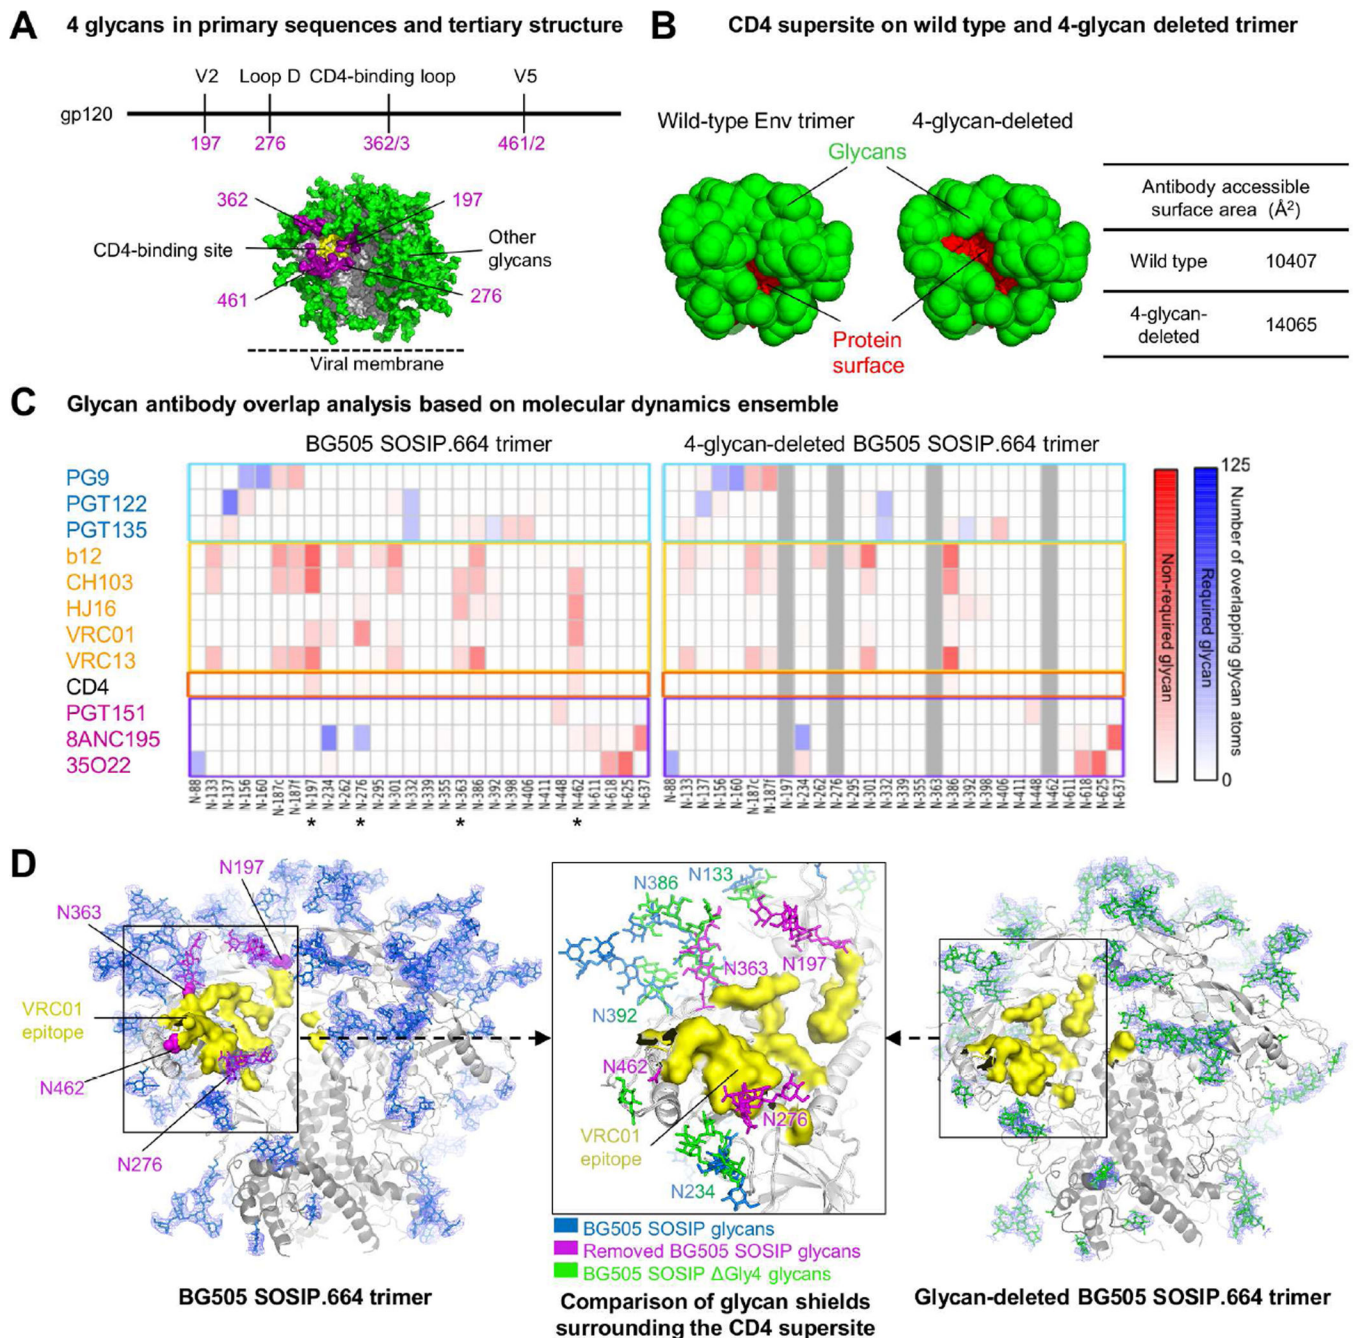 A 4 glycans in primary sequences and tertiary structure
V2 Loop D CD4-binding loop V5
gp120
197 276 362/3 461/2
362 197
CD4-binding site
Other
glycans
461 276
Viral membrane
B CD4 supersite on wild type and 4-glycan deleted trimer
Wild-type Env trimer 4-glycan-deleted
Glycans
Protein
surface
Antibody accessible
surface area (Å²)
Wild type 10407
4-glycan-
deleted 14065
C Glycan antibody overlap analysis based on molecular dynamics ensemble
BG505 SOSIP.664 trimer 4-glycan-deleted BG505 SOSIP.664 trimer
PG9
PGT122
PGT135
b12
CH103
HJ16
VRC01
VRC13
CD4
PGT151
8ANC195
35O22
N-88 N-133 N-137 N-156 N-160 N-187c N-187f N-197 N-234 N-262 N-276 N-295 N-301 N-332 N-339 N-355 N-363 N-386 N-392 N-398 N-406 N-411 N-448 N-462 N-611 N-618 N-625 N-637
* * * *
N-88 N-133 N-137 N-156 N-160 N-187c N-187f N-197 N-234 N-276 N-262 N-295 N-301 N-332 N-339 N-355 N-363 N-386 N-392 N-398 N-406 N-411 N-448 N-462 N-611 N-618 N-625 N-637
Non-required glycan
Required glycan
125
0
Number of overlapping glycan atoms
D
N197
N363
VRC01
epitope
N462
N276
BG505 SOSIP.664 trimer
N386 N133
N363 N197
N392
N462
N276
VRC01
epitope
N234
BG505 SOSIP glycans
Removed BG505 SOSIP glycans
BG505 SOSIP ΔGly4 glycans
Comparison of glycan shields
surrounding the CD4 supersite
Glycan-deleted BG505 SOSIP.664 trimer